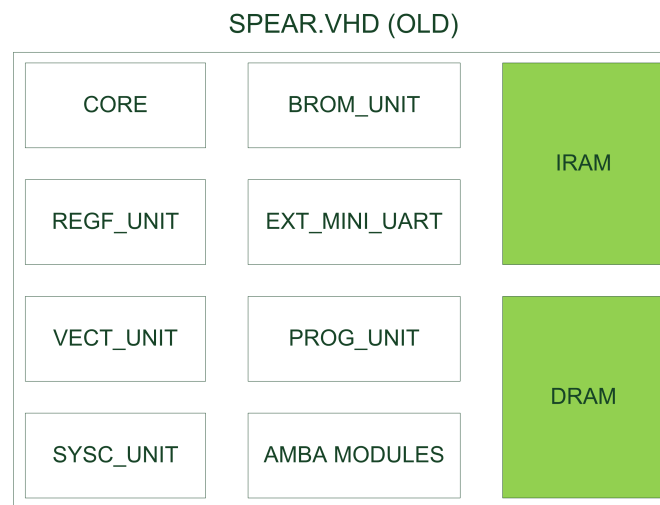 SPEAR.VHD (OLD)
CORE
BROM_UNIT
IRAM
REGF_UNIT
EXT_MINI_UART
VECT_UNIT
PROG_UNIT
DRAM
SYSC_UNIT
AMBA MODULES